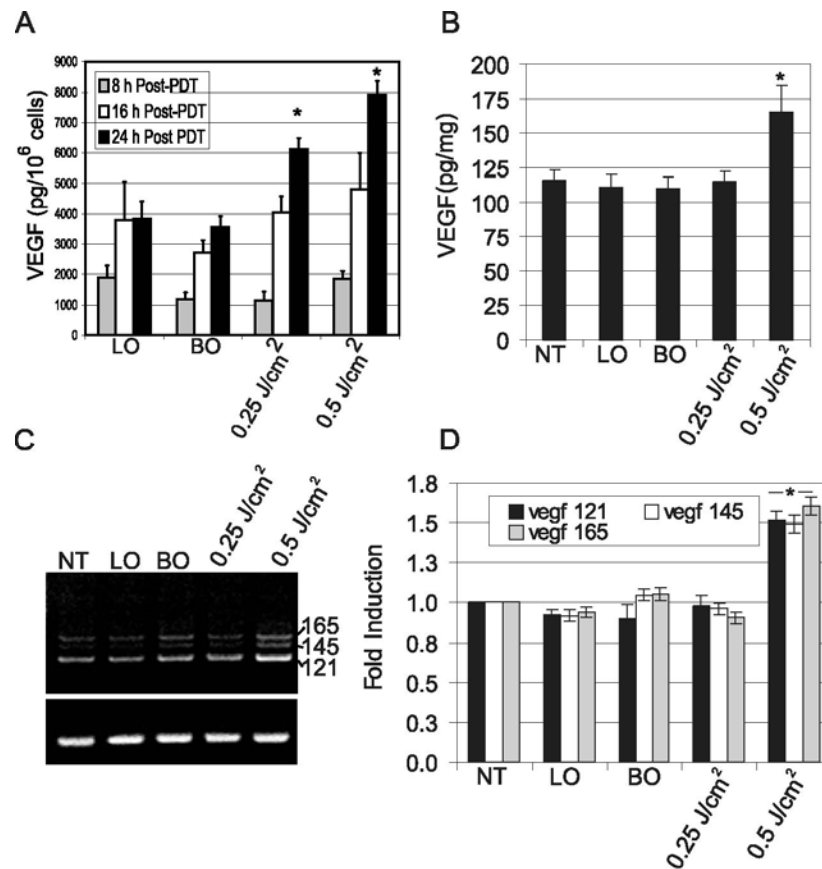 A
VEGF (pg/10⁶ cells)
9000
8000
7000
6000
5000
4000
3000
2000
1000
0
8 h Post-PDT
16 h Post-PDT
24 h Post PDT
*
*
LO
BO
0.25 J/cm²
0.5 J/cm²
B
VEGF(pg/mg)
200
175
150
125
100
75
50
25
0
*
NT
LO
BO
0.25 J/cm²
0.5 J/cm²
C
NT
LO
BO
0.25 J/cm²
0.5 J/cm²
165
145
121
D
Fold Induction
1.8
1.5
1.3
1.0
0.8
0.5
0.3
0.0
vegf 121
vegf 145
vegf 165
*
NT
LO
BO
0.25 J/cm²
0.5 J/cm²